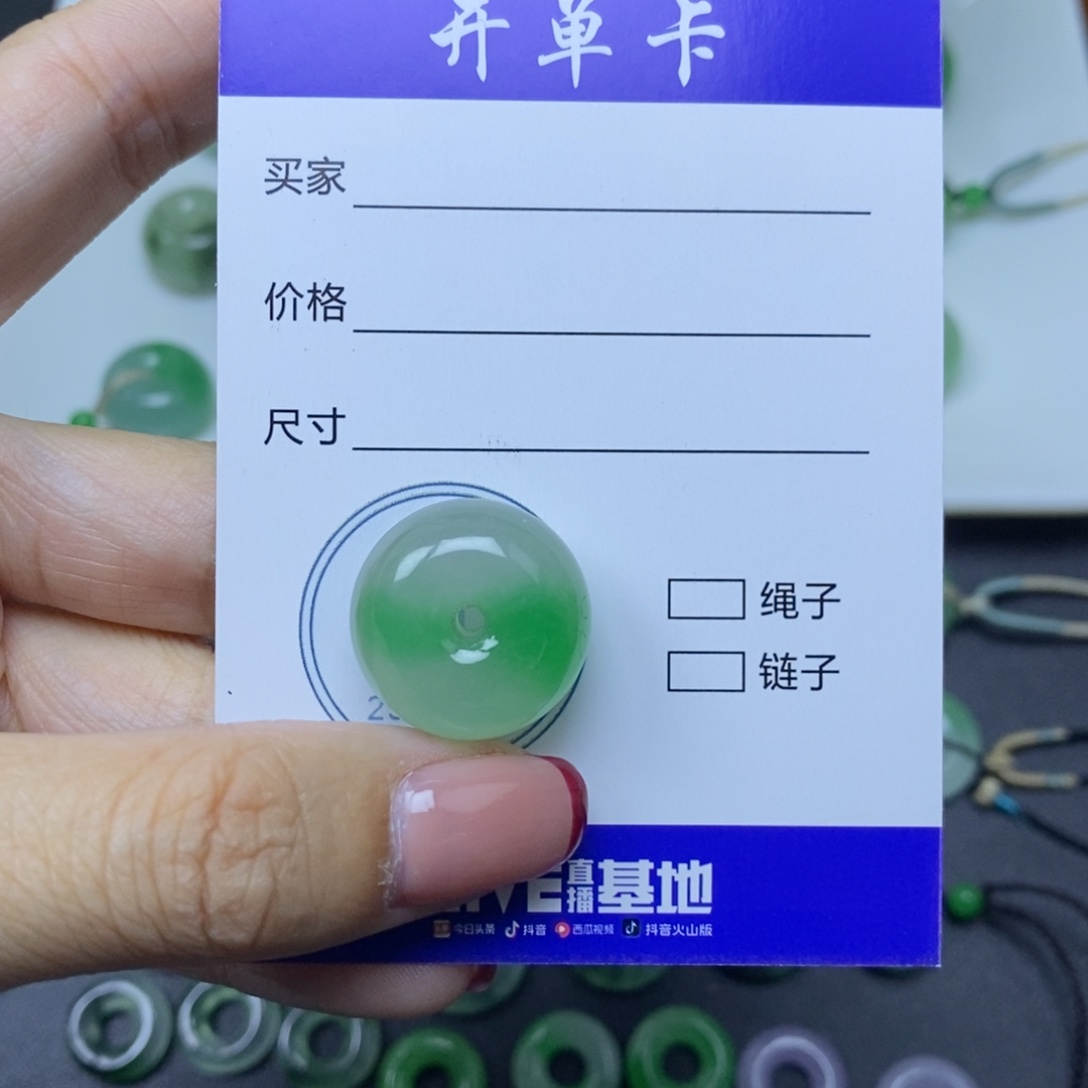 开单卡
买家
价格
尺寸
绳子
链子
直播
基地
今日头条 抖音 西瓜视频 抖音火山版